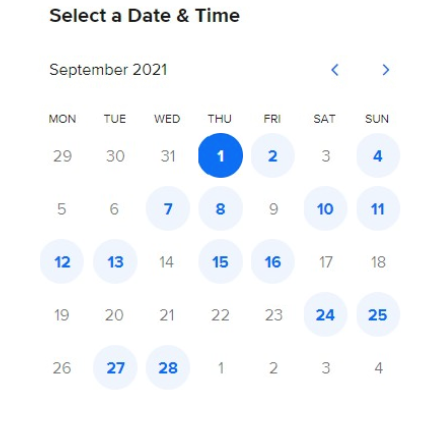 Select a Date & Time
September 2021
MON TUE WED THU FRI SAT SUN
29 30 31 1 2 3 4
5 6 7 8 9 10 11
12 13 14 15 16 17 18
19 20 21 22 23 24 25
26 27 28 1 2 3 4